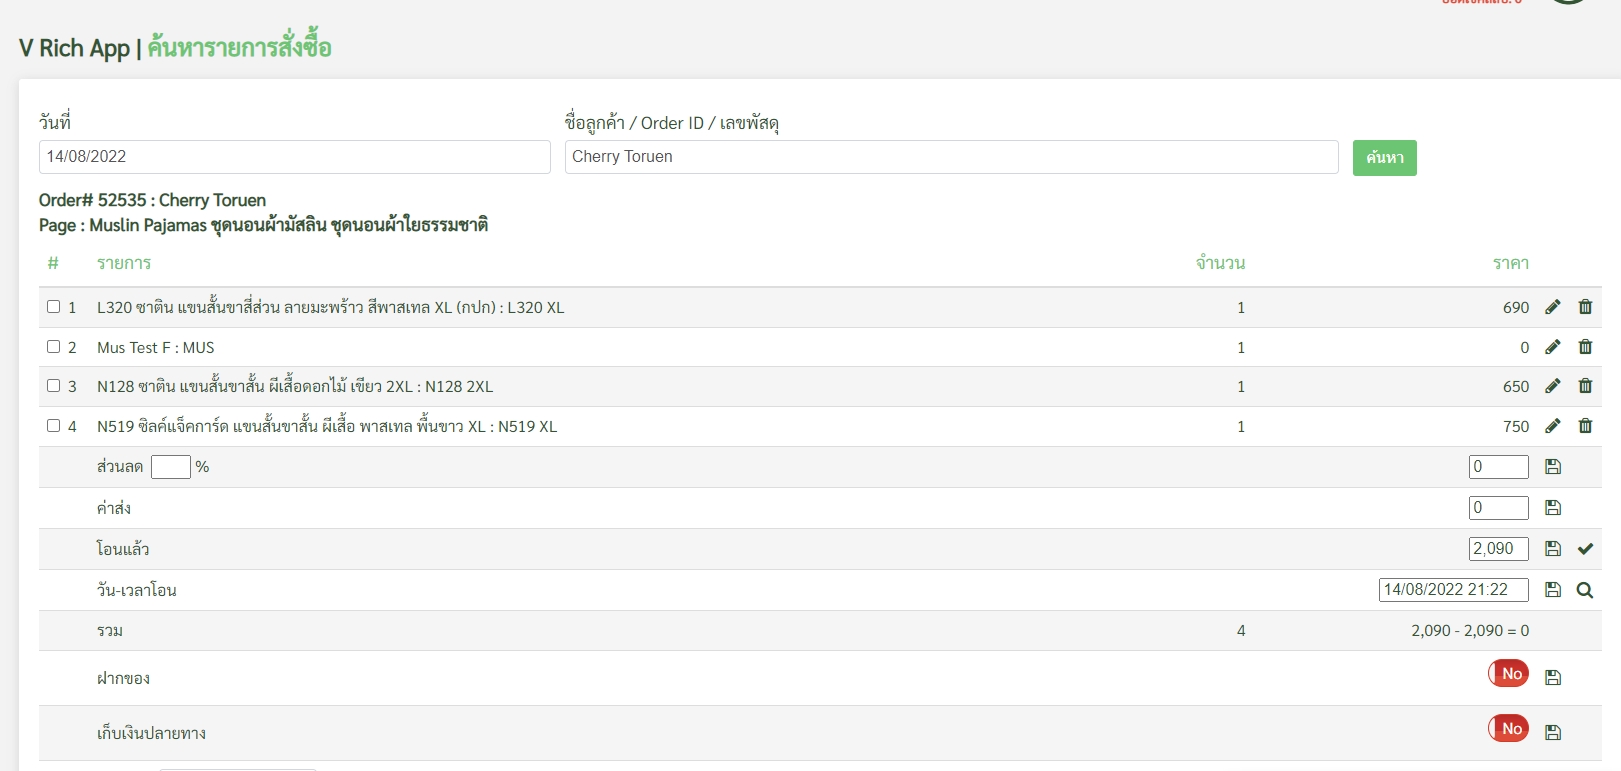 V Rich App | ค้นหารายการสั่งซื้อ
วันที่
ชื่อลูกค้า / Order ID / เลขพัสดุ
14/08/2022
Cherry Toruen
ค้นหา
Order# 52535 : Cherry Toruen
Page : Muslin Pajamas ชุดนอนผ้ามัสลิน ชุดนอนผ้าใยธรรมชาติ
# รายการ จำนวน ราคา
1 L320 ซาติน แขนสั้นขาสี่ส่วน ลายมะพร้าว สีพาสเทล XL (กปก) : L320 XL 1 690
2 Mus Test F : MUS 1 0
3 N128 ซาติน แขนสั้นขาสั้น ผีเสื้อดอกไม้ เขียว 2XL : N128 2XL 1 650
4 N519 ซิลค์แจ็คการ์ด แขนสั้นขาสั้น ผีเสื้อ พาสเทล พื้นขาว XL : N519 XL 1 750
ส่วนลด % 0
ค่าส่ง 0
โอนแล้ว 2,090
วัน-เวลาโอน 14/08/2022 21:22
รวม 4 2,090 - 2,090 = 0
ฝากของ No
เก็บเงินปลายทาง No